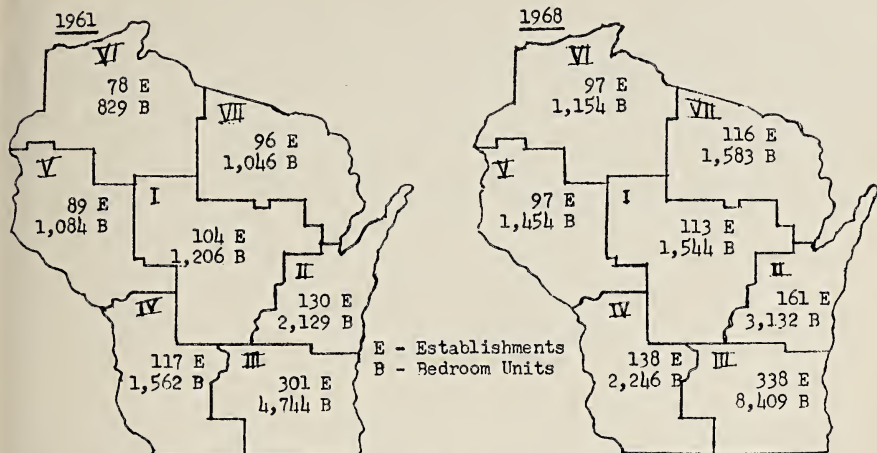 1961
VI
78 E
829 B
VII
96 E
1,046 B
V
89 E
1,084 B
I
104 E
1,206 B
II
130 E
2,129 B
IV
117 E
1,562 B
III
301 E
4,744 B
E - Establishments
B - Bedroom Units
1968
VI
97 E
1,154 B
VII
116 E
1,583 B
V
97 E
1,454 B
I
113 E
1,544 B
II
161 E
3,132 B
IV
138 E
2,246 B
III
338 E
8,409 B